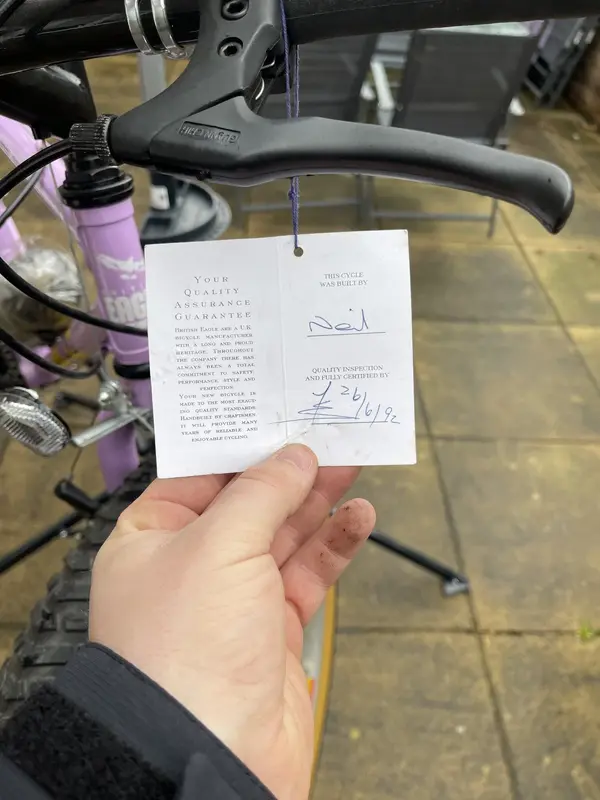 DIA-COMPE
EAGLE
YOUR
QUALITY
ASSURANCE
GUARANTEE
BRITISH EAGLE ARE A U.K.
BICYCLE MANUFACTURER
WITH A LONG AND PROUD
HERITAGE. THROUGHOUT
THE COMPANY THERE HAS
ALWAYS BEEN A TOTAL
COMMITMENT TO SAFETY,
PERFORMANCE STYLE AND
PERFECTION.
YOUR NEW BICYCLE IS
MADE TO THE MOST EXACT-
ING QUALITY STANDARDS.
HANDBUILT BY CRAFTSMEN
IT WILL PROVIDE MANY
YEARS OF RELIABLE AND
ENJOYABLE CYCLING.
THIS CYCLE
WAS BUILT BY
Neil
QUALITY INSPECTION
AND FULLY CERTIFIED BY
26/6/92